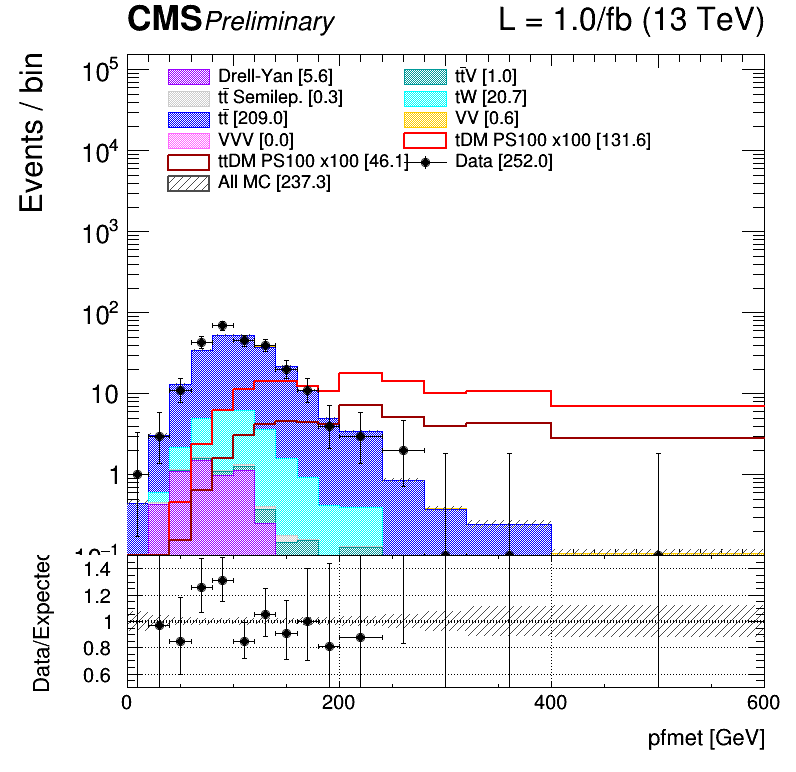 CMS Preliminary L = 1.0/fb (13 TeV)
Events / bin
10⁵
10⁴
10³
10²
10
1
10⁻¹
Drell-Yan [5.6]
tt̄V [1.0]
tt̄ Semilep. [0.3]
tW [20.7]
tt̄ [209.0]
VV [0.6]
VVV [0.0]
tDM PS100 x100 [131.6]
ttDM PS100 x100 [46.1]
Data [252.0]
All MC [237.3]
Data/Expected
1.4
1.2
1
0.8
0.6
0 200 400 600
pfmet [GeV]